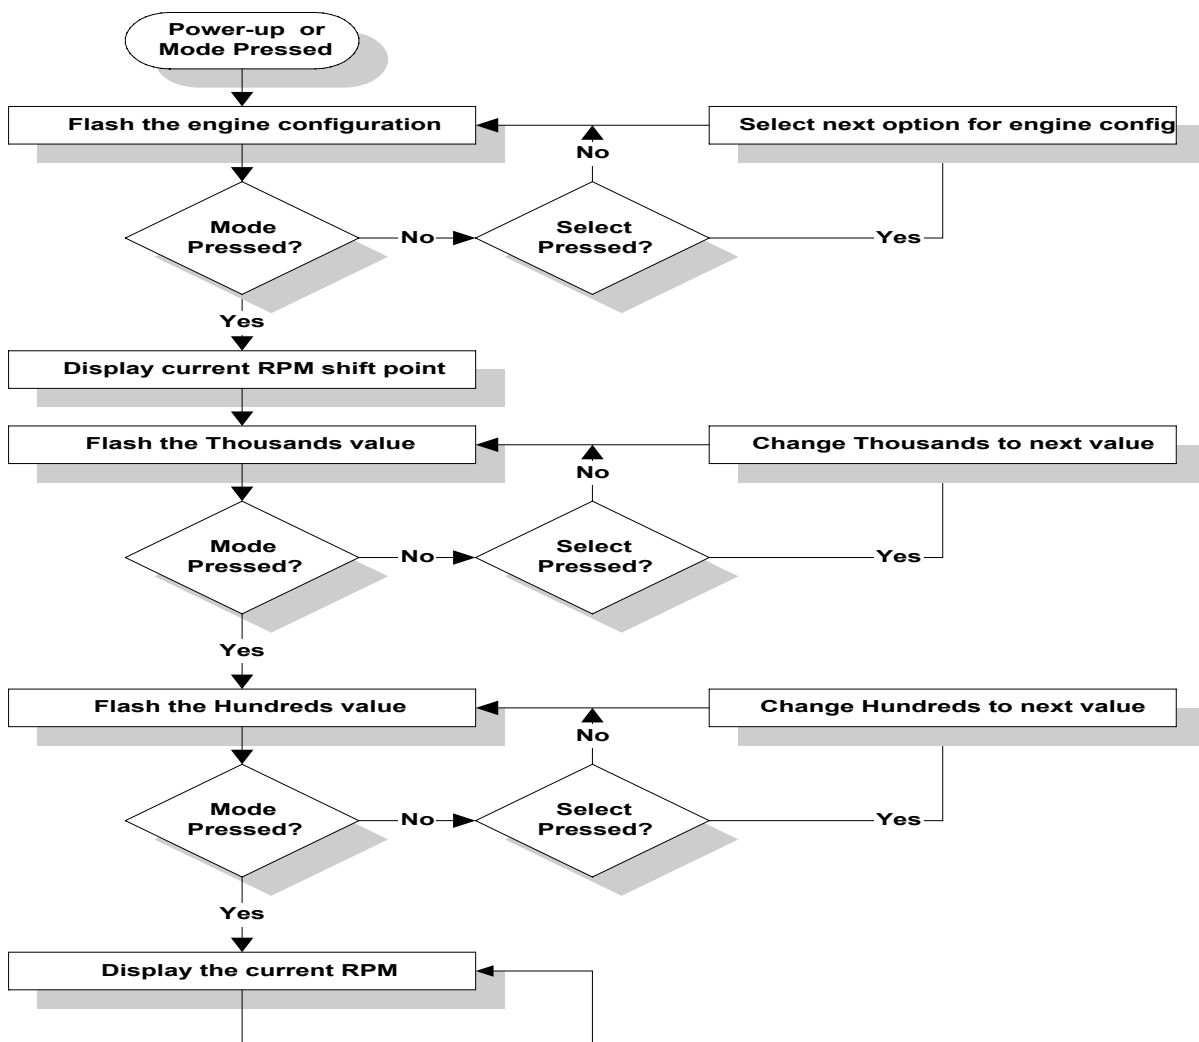 Power-up or
Mode Pressed
Flash the engine configuration
Select next option for engine config
No
Mode
Pressed?
No
Select
Pressed?
Yes
Yes
Display current RPM shift point
Flash the Thousands value
Change Thousands to next value
No
Mode
Pressed?
No
Select
Pressed?
Yes
Yes
Flash the Hundreds value
Change Hundreds to next value
No
Mode
Pressed?
No
Select
Pressed?
Yes
Yes
Display the current RPM